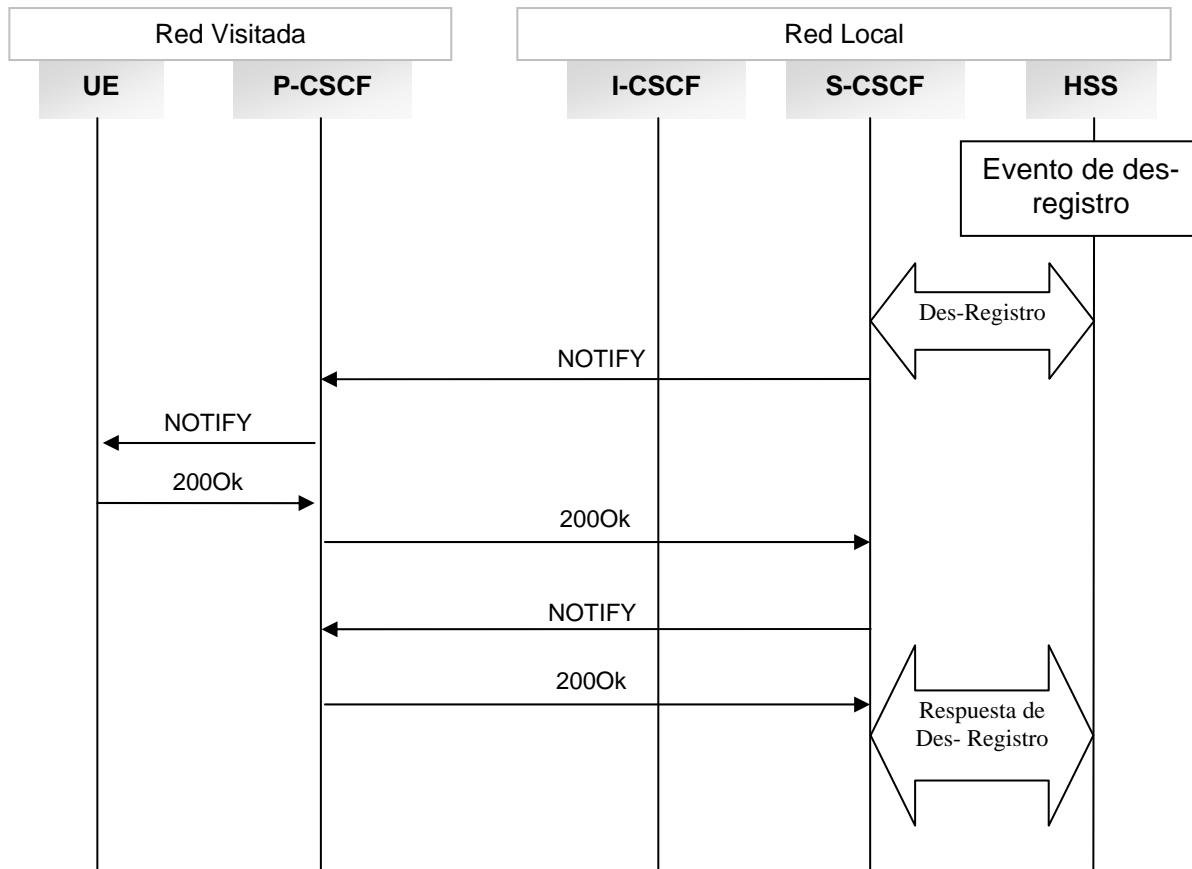 Red Visitada
Red Local
UE
P-CSCF
I-CSCF
S-CSCF
HSS
Evento de des-
registro
Des-Registro
NOTIFY
NOTIFY
200Ok
200Ok
NOTIFY
200Ok
Respuesta de
Des- Registro